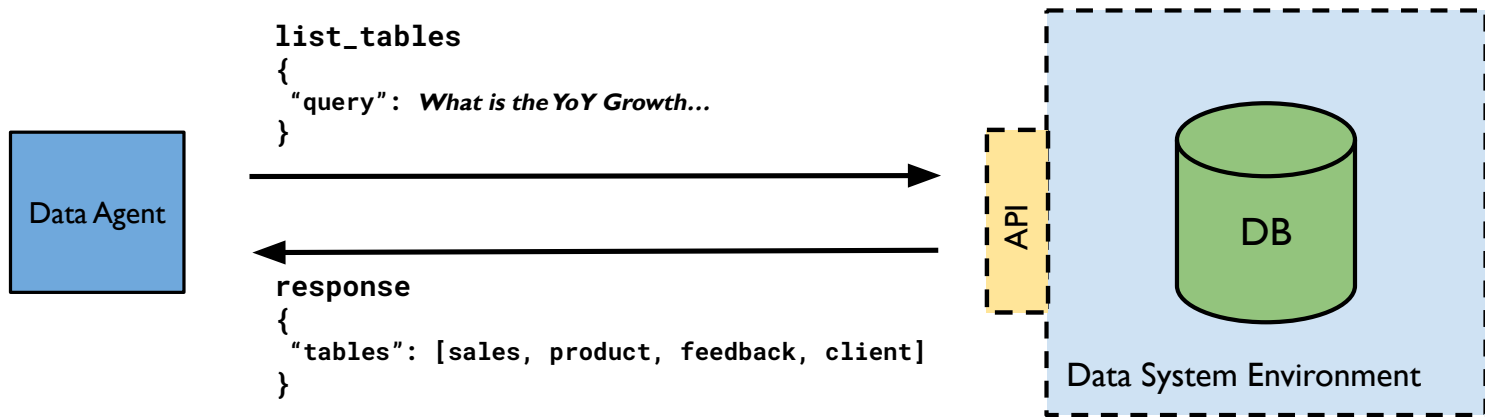 list_tables
{
“query”: What is the YoY Growth...
}
Data Agent
API
DB
response
{
“tables”: [sales, product, feedback, client]
}
Data System Environment